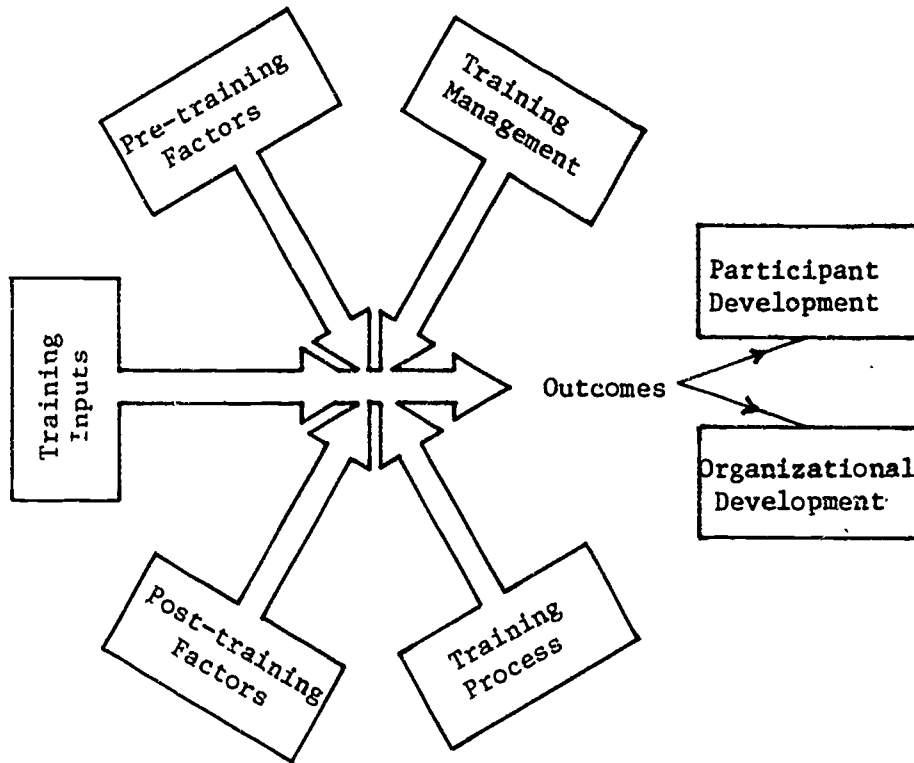 Pre-training
Factors
Training
Management
Training
Inputs
Outcomes
Participant
Development
Organizational
Development
Post-training
Factors
Training
Process